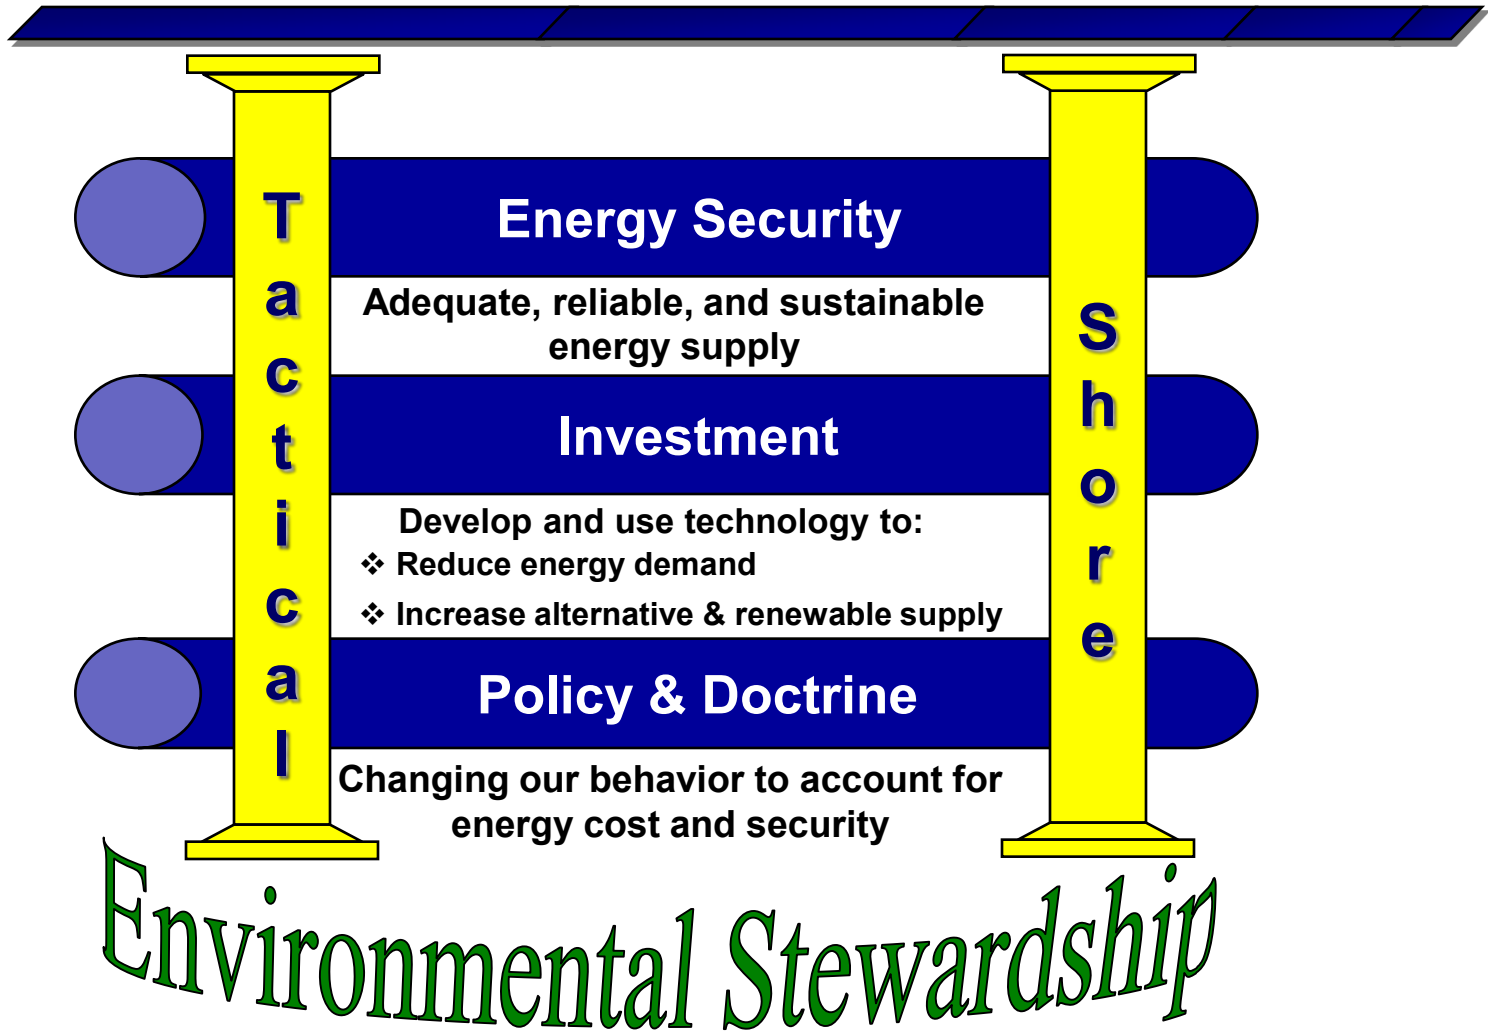 Tactical
Energy Security
Adequate, reliable, and sustainable
energy supply
Shore
Investment
Develop and use technology to:
❖ Reduce energy demand
❖ Increase alternative & renewable supply
Policy & Doctrine
Changing our behavior to account for
energy cost and security
Environmental Stewardship